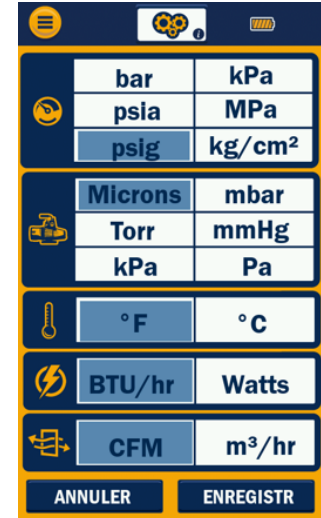 bar kPa
psia MPa
psig kg/cm²
Microns mbar
Torr mmHg
kPa Pa
°F °C
BTU/hr Watts
CFM m³/hr
ANNULER ENREGISTR